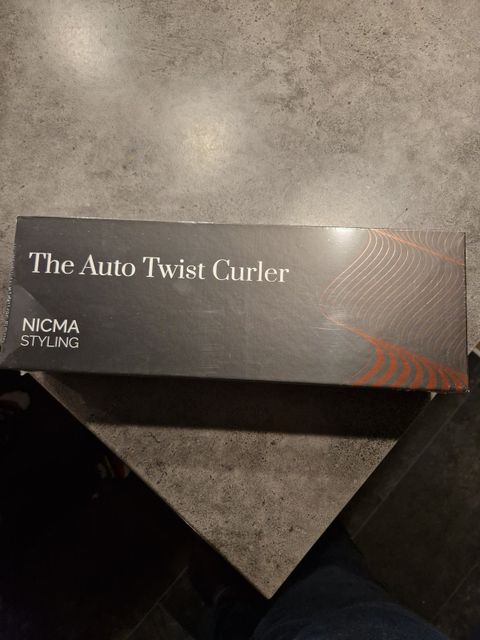 The Auto Twist Curler
NICMA
STYLING